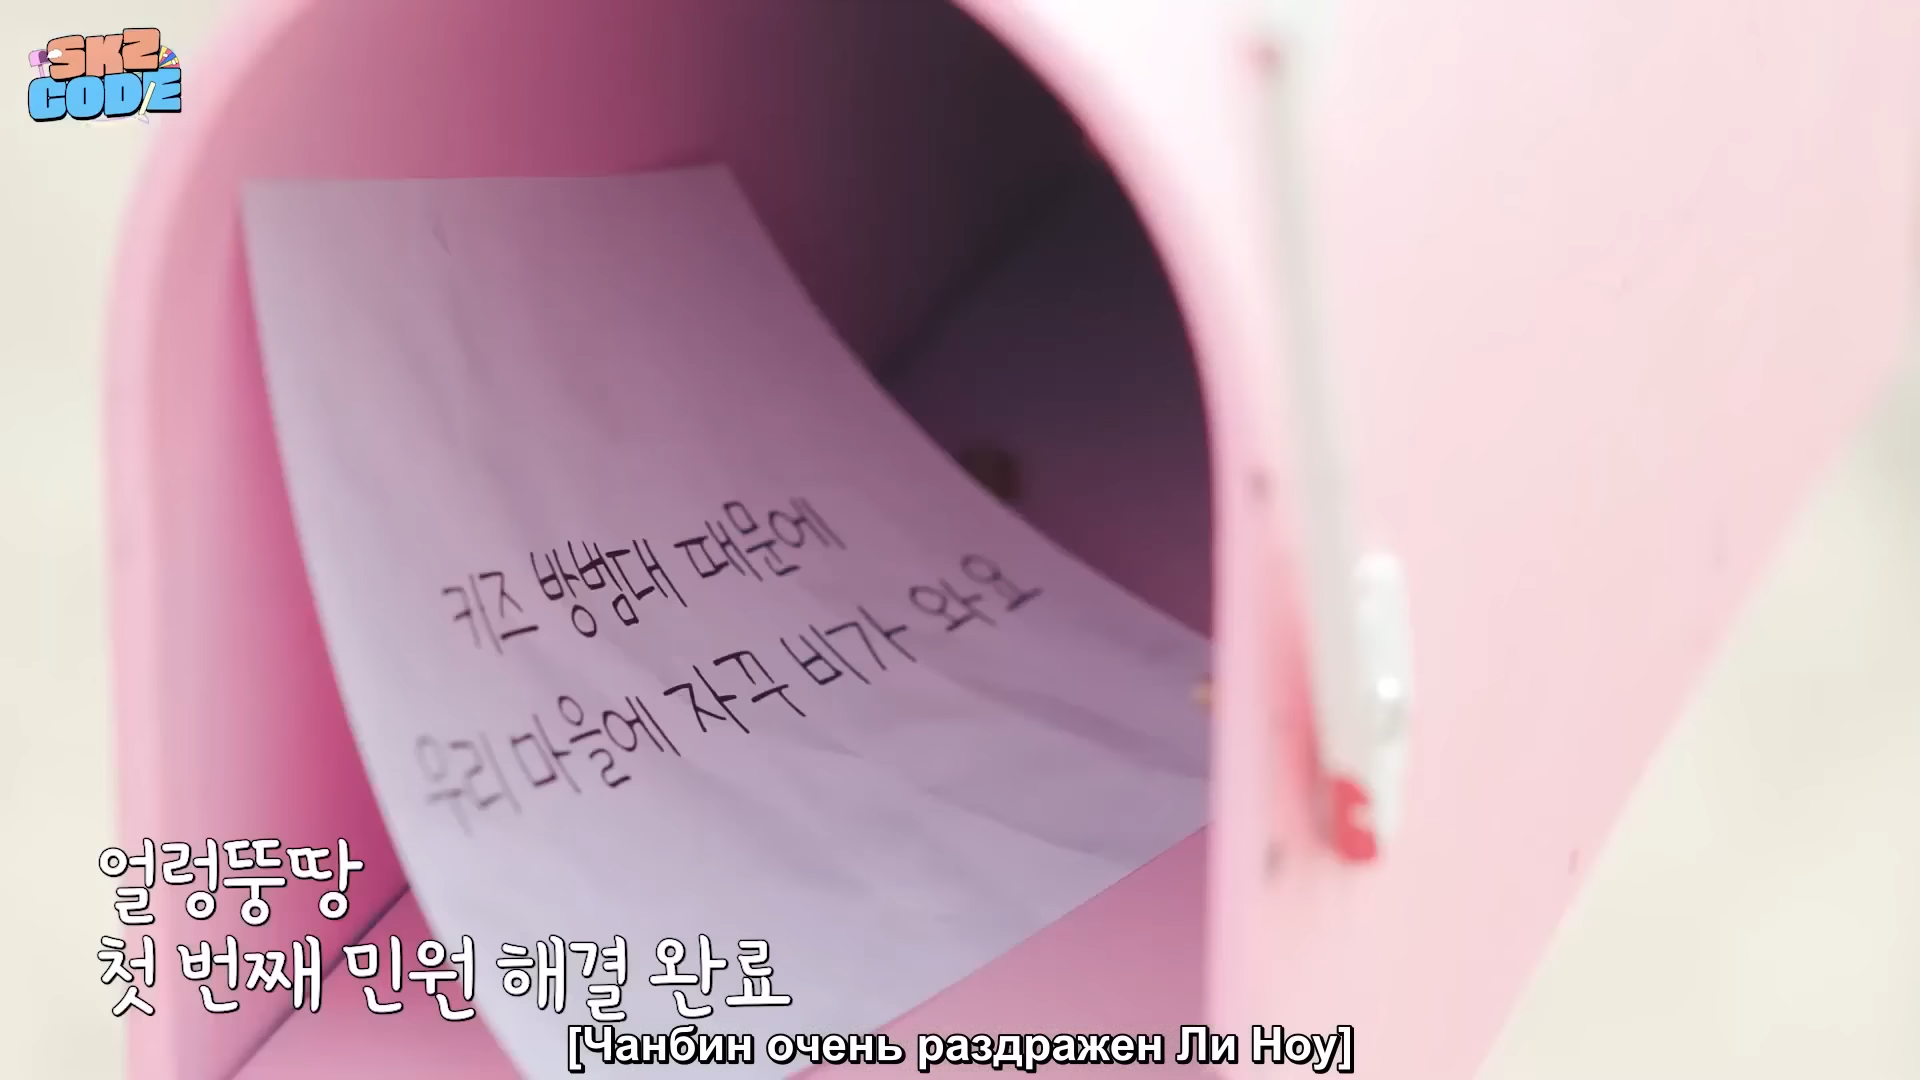 SKZ
CODE
키즈 방범대 때문에
우리 마을에 자꾸 비가 와요
얼렁뚱땅
첫 번째 민원 해결 완료
[Чанбин очень раздражен Ли Ноу]